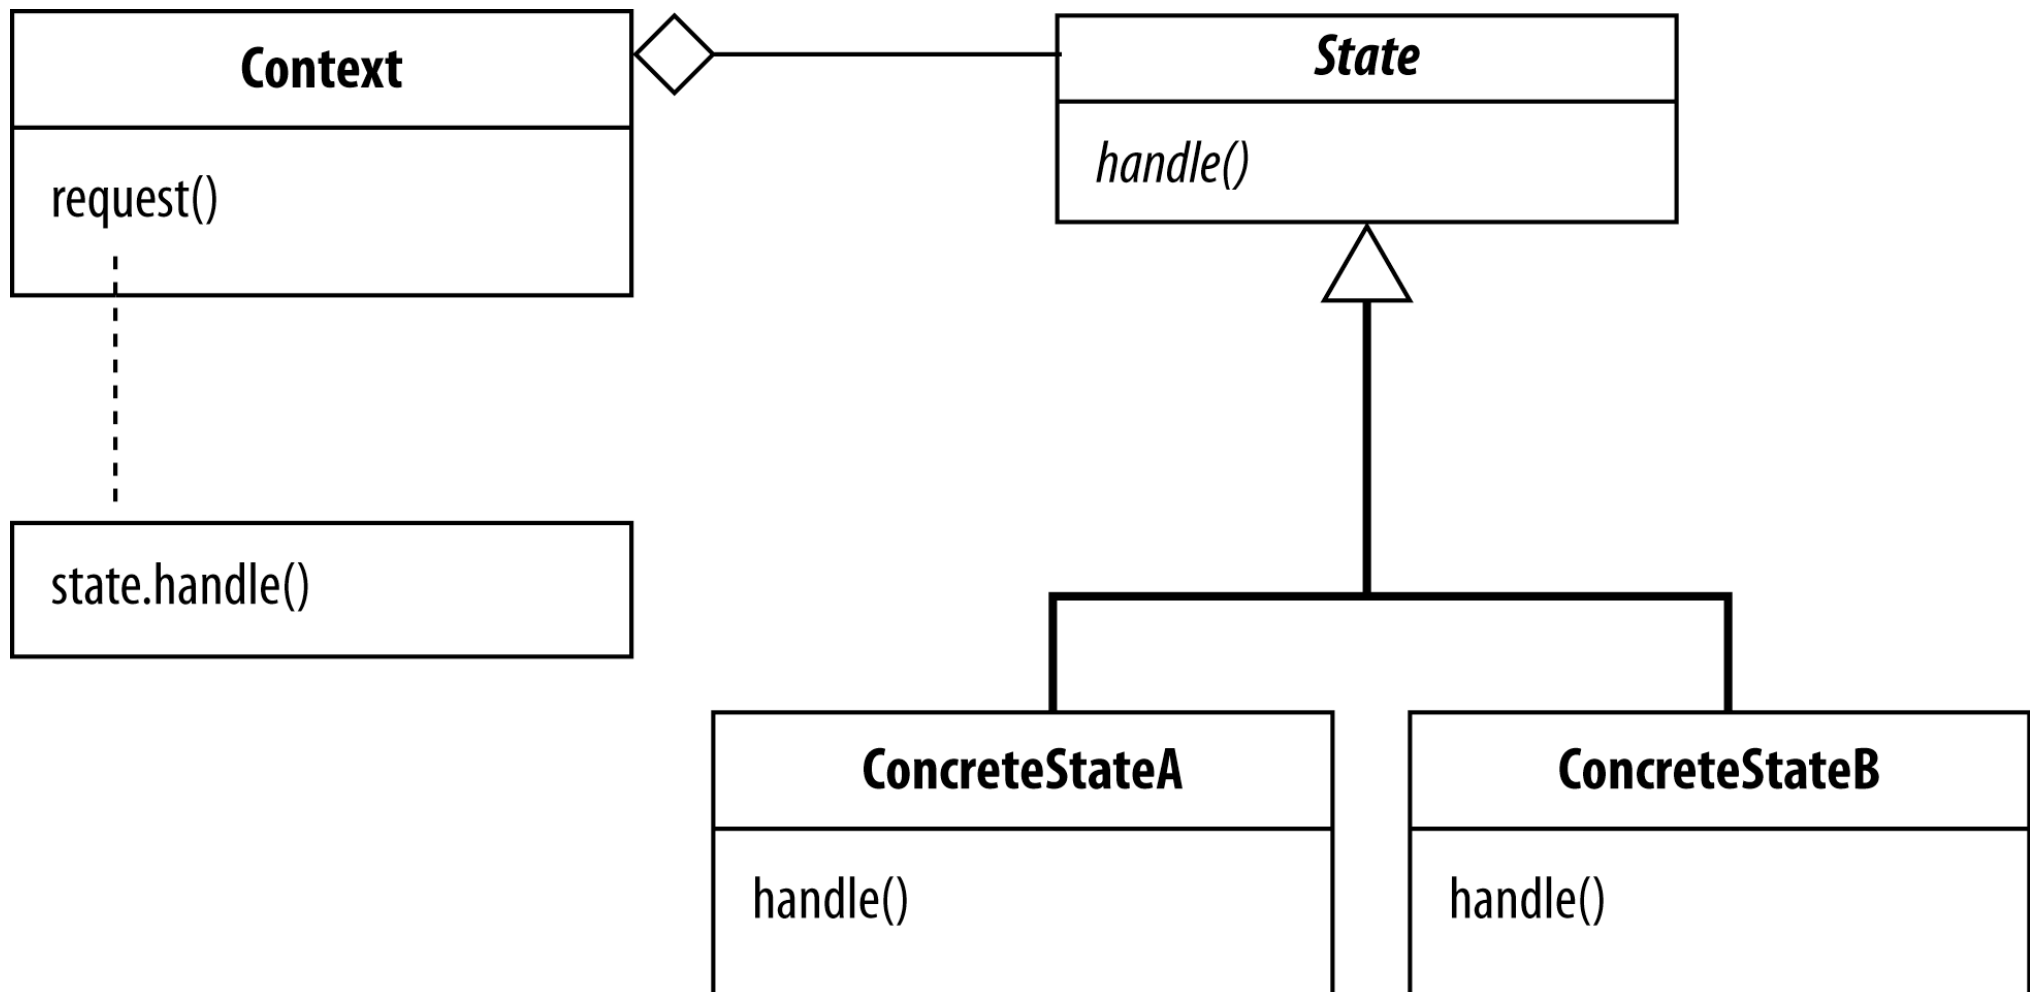 Context
request()
state.handle()
State
handle()
ConcreteStateA
handle()
ConcreteStateB
handle()